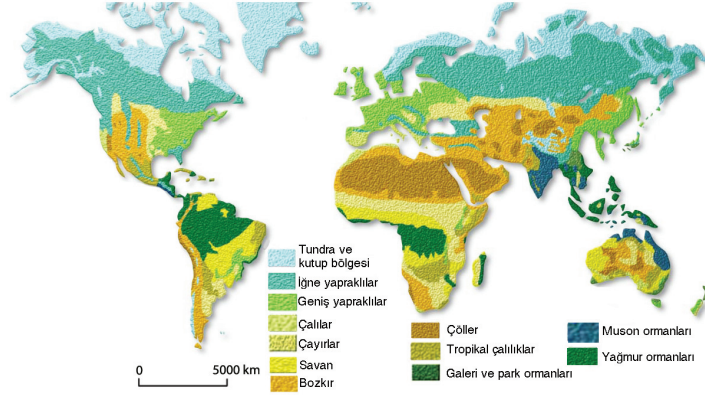 Tundra ve
kutup bölgesi
İğne yapraklılar
Geniş yapraklılar
Çalılar
Çayırlar
Savan
Bozkır
Çöller
Tropikal çalılıklar
Galeri ve park ormanları
Muson ormanları
Yağmur ormanları
0 5000 km